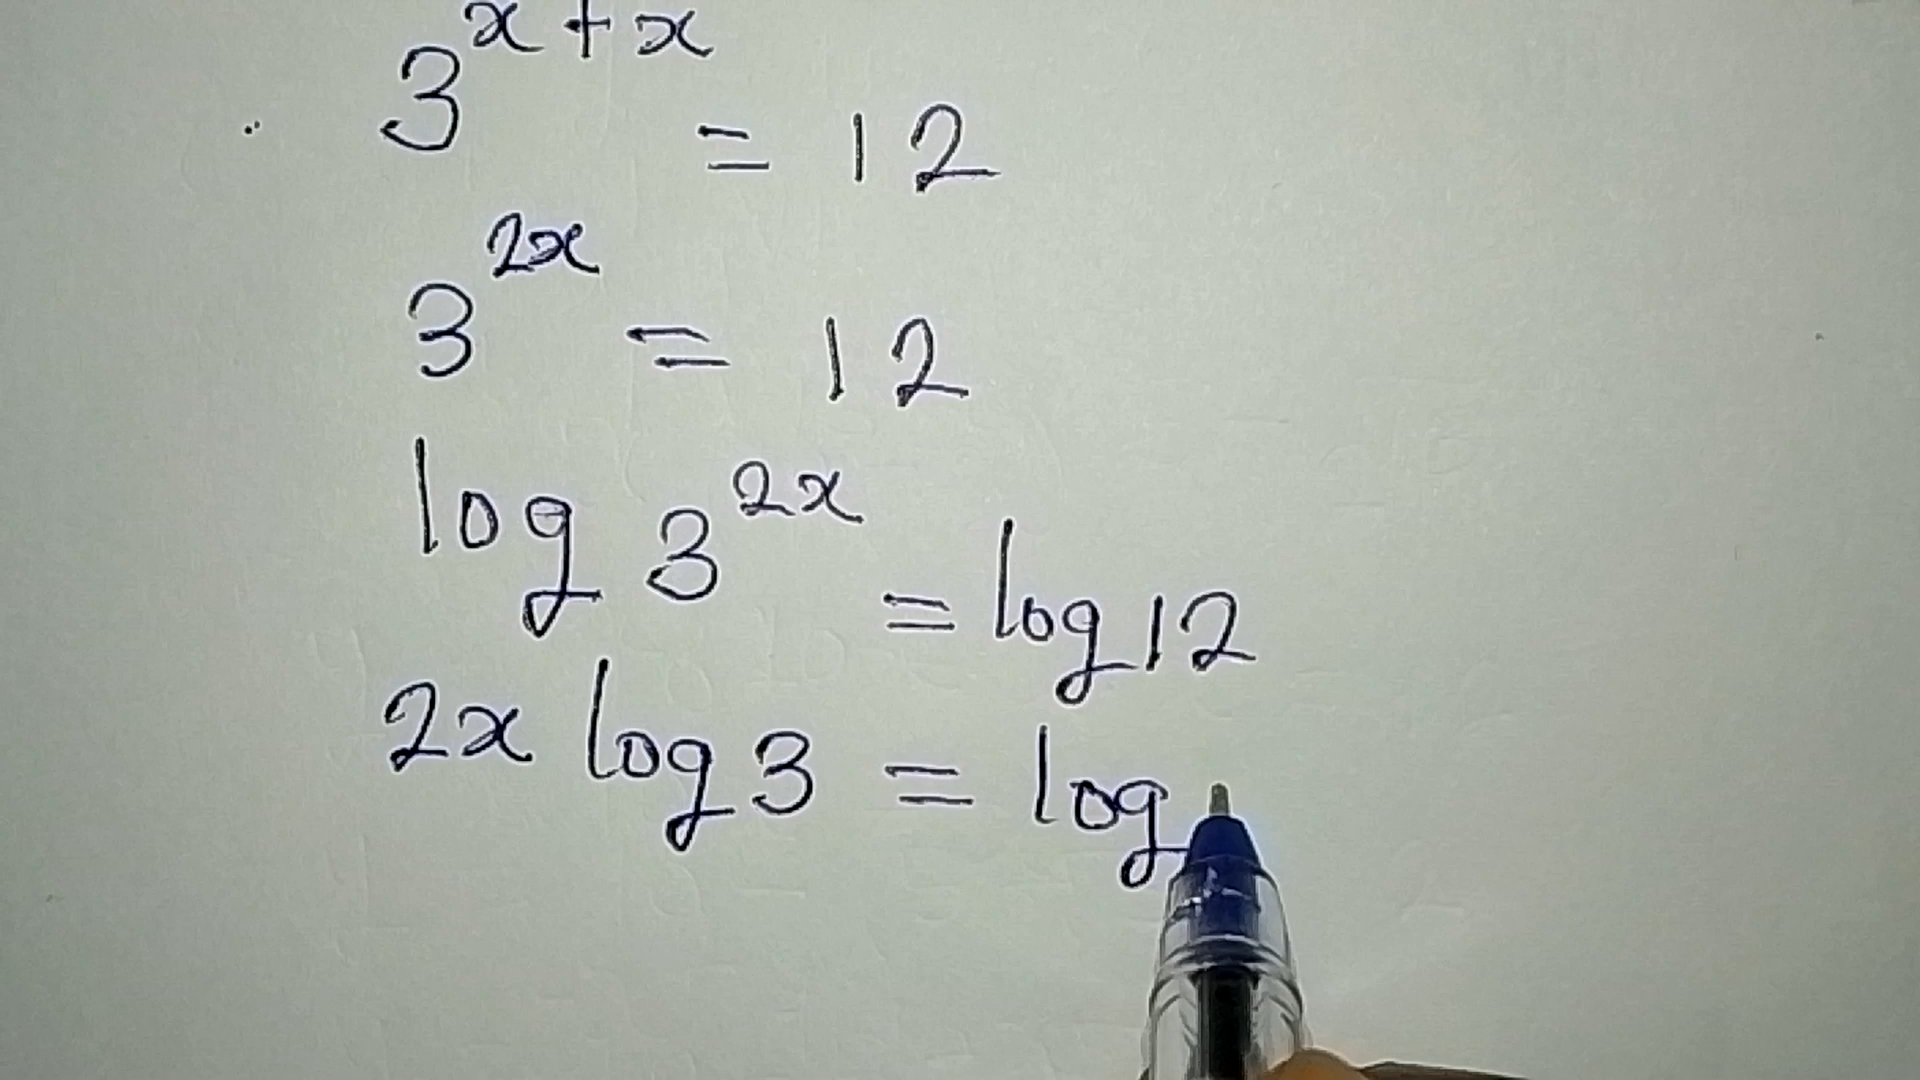 3^{x+x} = 12
3^{2x} = 12
log 3^{2x} = log 12
2x log 3 = log